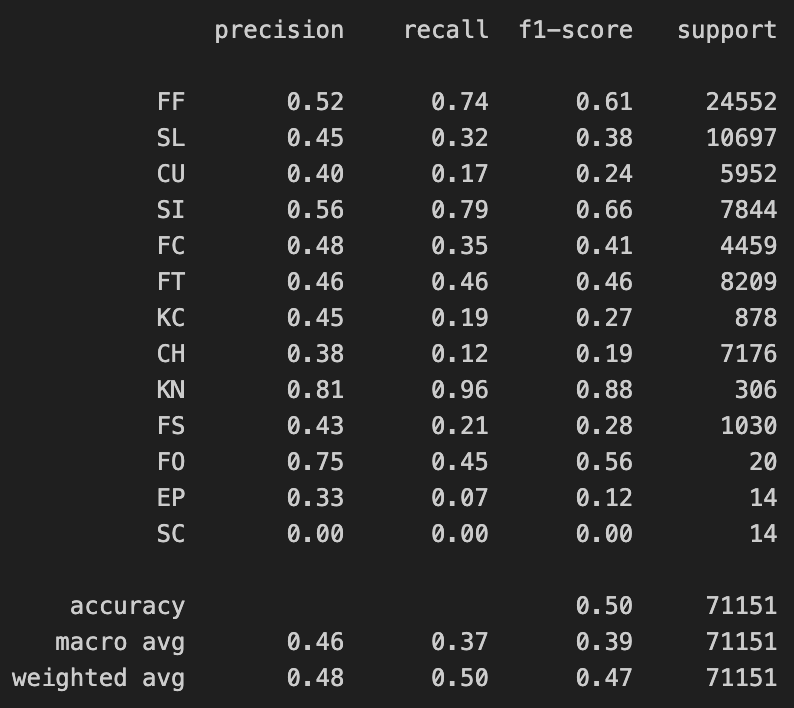 precision recall f1-score support
FF 0.52 0.74 0.61 24552
SL 0.45 0.32 0.38 10697
CU 0.40 0.17 0.24 5952
SI 0.56 0.79 0.66 7844
FC 0.48 0.35 0.41 4459
FT 0.46 0.46 0.46 8209
KC 0.45 0.19 0.27 878
CH 0.38 0.12 0.19 7176
KN 0.81 0.96 0.88 306
FS 0.43 0.21 0.28 1030
FO 0.75 0.45 0.56 20
EP 0.33 0.07 0.12 14
SC 0.00 0.00 0.00 14
accuracy 0.50 71151
macro avg 0.46 0.37 0.39 71151
weighted avg 0.48 0.50 0.47 71151